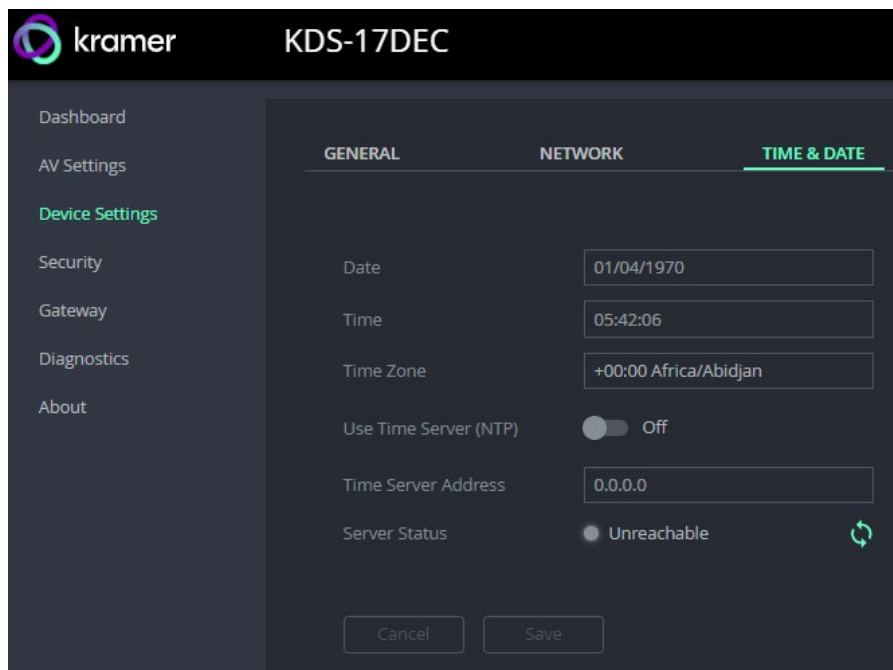 kramer
KDS-17DEC
Dashboard
AV Settings
Device Settings
Security
Gateway
Diagnostics
About
GENERAL NETWORK TIME & DATE
Date 01/04/1970
Time 05:42:06
Time Zone +00:00 Africa/Abidjan
Use Time Server (NTP) Off
Time Server Address 0.0.0.0
Server Status Unreachable
Cancel Save